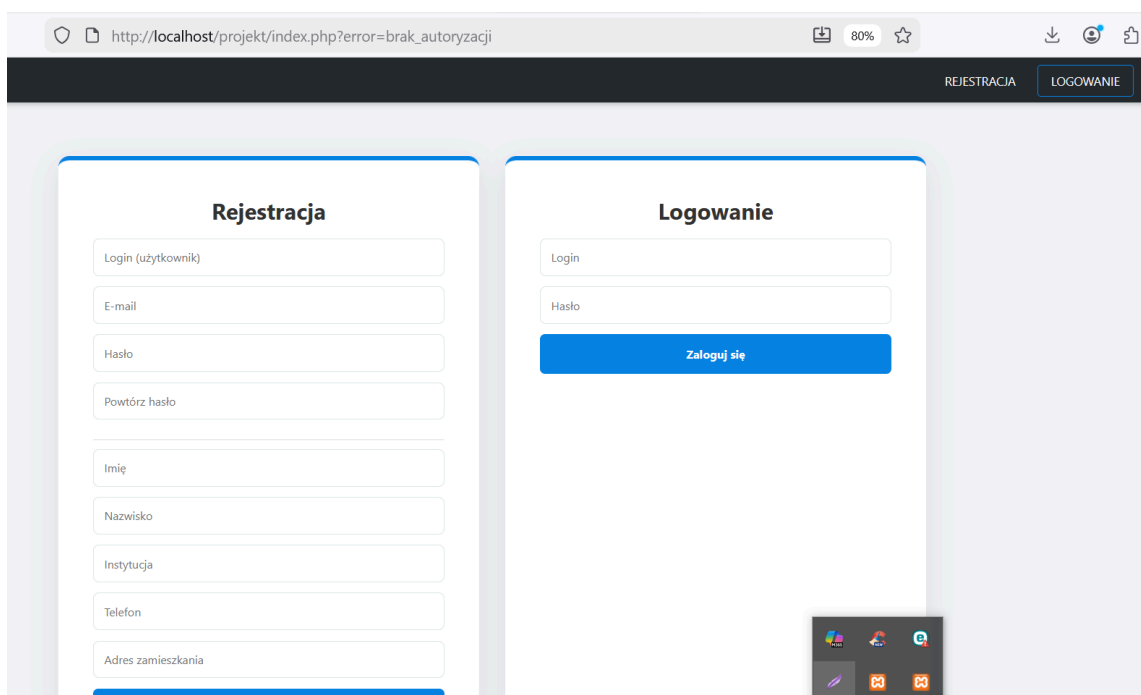 http://localhost/projekt/index.php?error=brak_autoryzacji
80%
REJESTRACJA
LOGOWANIE
Rejestracja
Login (użytkownik)
E-mail
Hasło
Powtórz hasło
Imię
Nazwisko
Instytucja
Telefon
Adres zamieszkania
Logowanie
Login
Hasło
Zaloguj się